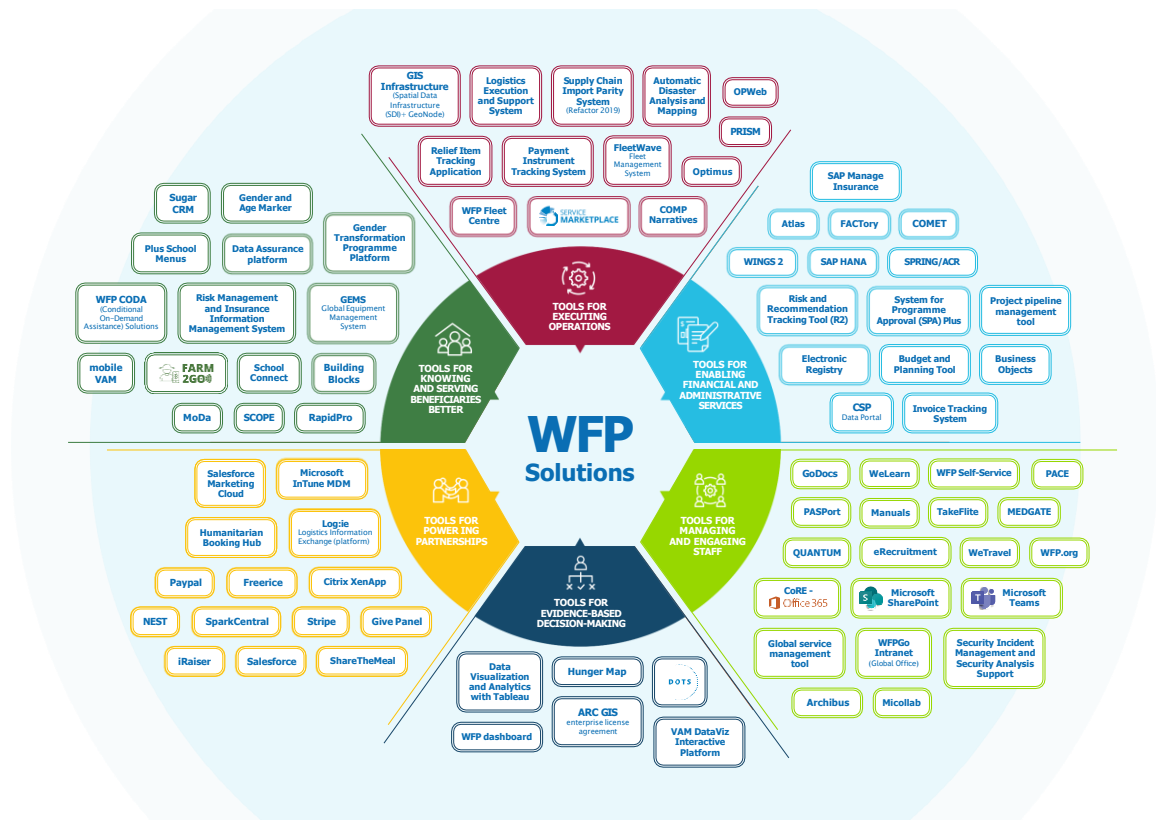 GIS
Infrastructure
(Spatial Data
Infrastructure
(SDI)+ GeoNode)
Logistics
Execution
and Support
System
Supply Chain
Import Parity
System
(Refactor 2019)
Automatic
Disaster
Analysis and
Mapping
OPWeb
PRISM
Relief Item
Tracking
Application
Payment
Instrument
Tracking System
FleetWave
Fleet
Management
System
Optimus
WFP Fleet
Centre
SERVICE
MARKETPLACE
COMP
Narratives
TOOLS FOR
EXECUTING
OPERATIONS
Sugar
CRM
Gender and
Age Marker
Gender
Transformation
Programme
Platform
Plus School
Menus
Data Assurance
platform
WFP CODA
(Conditional
On-Demand
Assistance) Solutions
Risk Management
and Insurance
Information
Management System
GEMS
Global Equipment
Management
System
mobile
VAM
FARM
2GO
School
Connect
Building
Blocks
MoDa
SCOPE
RapidPro
TOOLS FOR
KNOWING
AND SERVING
BENEFICIARIES
BETTER
SAP Manage
Insurance
Atlas
FACTory
COMET
WINGS 2
SAP HANA
SPRING/ACR
Risk and
Recommendation
Tracking Tool (R2)
System for
Programme
Approval (SPA) Plus
Project pipeline
management
tool
Electronic
Registry
Budget and
Planning Tool
Business
Objects
CSP
Data Portal
Invoice Tracking
System
TOOLS FOR
ENABLING
FINANCIAL AND
ADMINISTRATIVE
SERVICES
WFP
Solutions
Salesforce
Marketing
Cloud
Microsoft
InTune MDM
Humanitarian
Booking Hub
Log:ie
Logistics Information
Exchange (platform)
Paypal
Freerice
Citrix XenApp
NEST
SparkCentral
Stripe
Give Panel
iRaiser
Salesforce
ShareTheMeal
TOOLS FOR
POWER ING
PARTNERSHIPS
TOOLS FOR
EVIDENCE-BASED
DECISION-MAKING
Data
Visualization
and Analytics
with Tableau
Hunger Map
DOTS
WFP dashboard
ARC GIS
enterprise license
agreement
VAM DataViz
Interactive
Platform
TOOLS FOR
MANAGING
AND ENGAGING
STAFF
GoDocs
WeLearn
WFP Self-Service
PACE
PASPort
Manuals
TakeFlite
MEDGATE
QUANTUM
eRecruitment
WeTravel
WFP.org
CoRE -
Office 365
Microsoft
SharePoint
Microsoft
Teams
Global service
management
tool
WFPGo
Intranet
(Global Office)
Security Incident
Management and
Security Analysis
Support
Archibus
Micollab